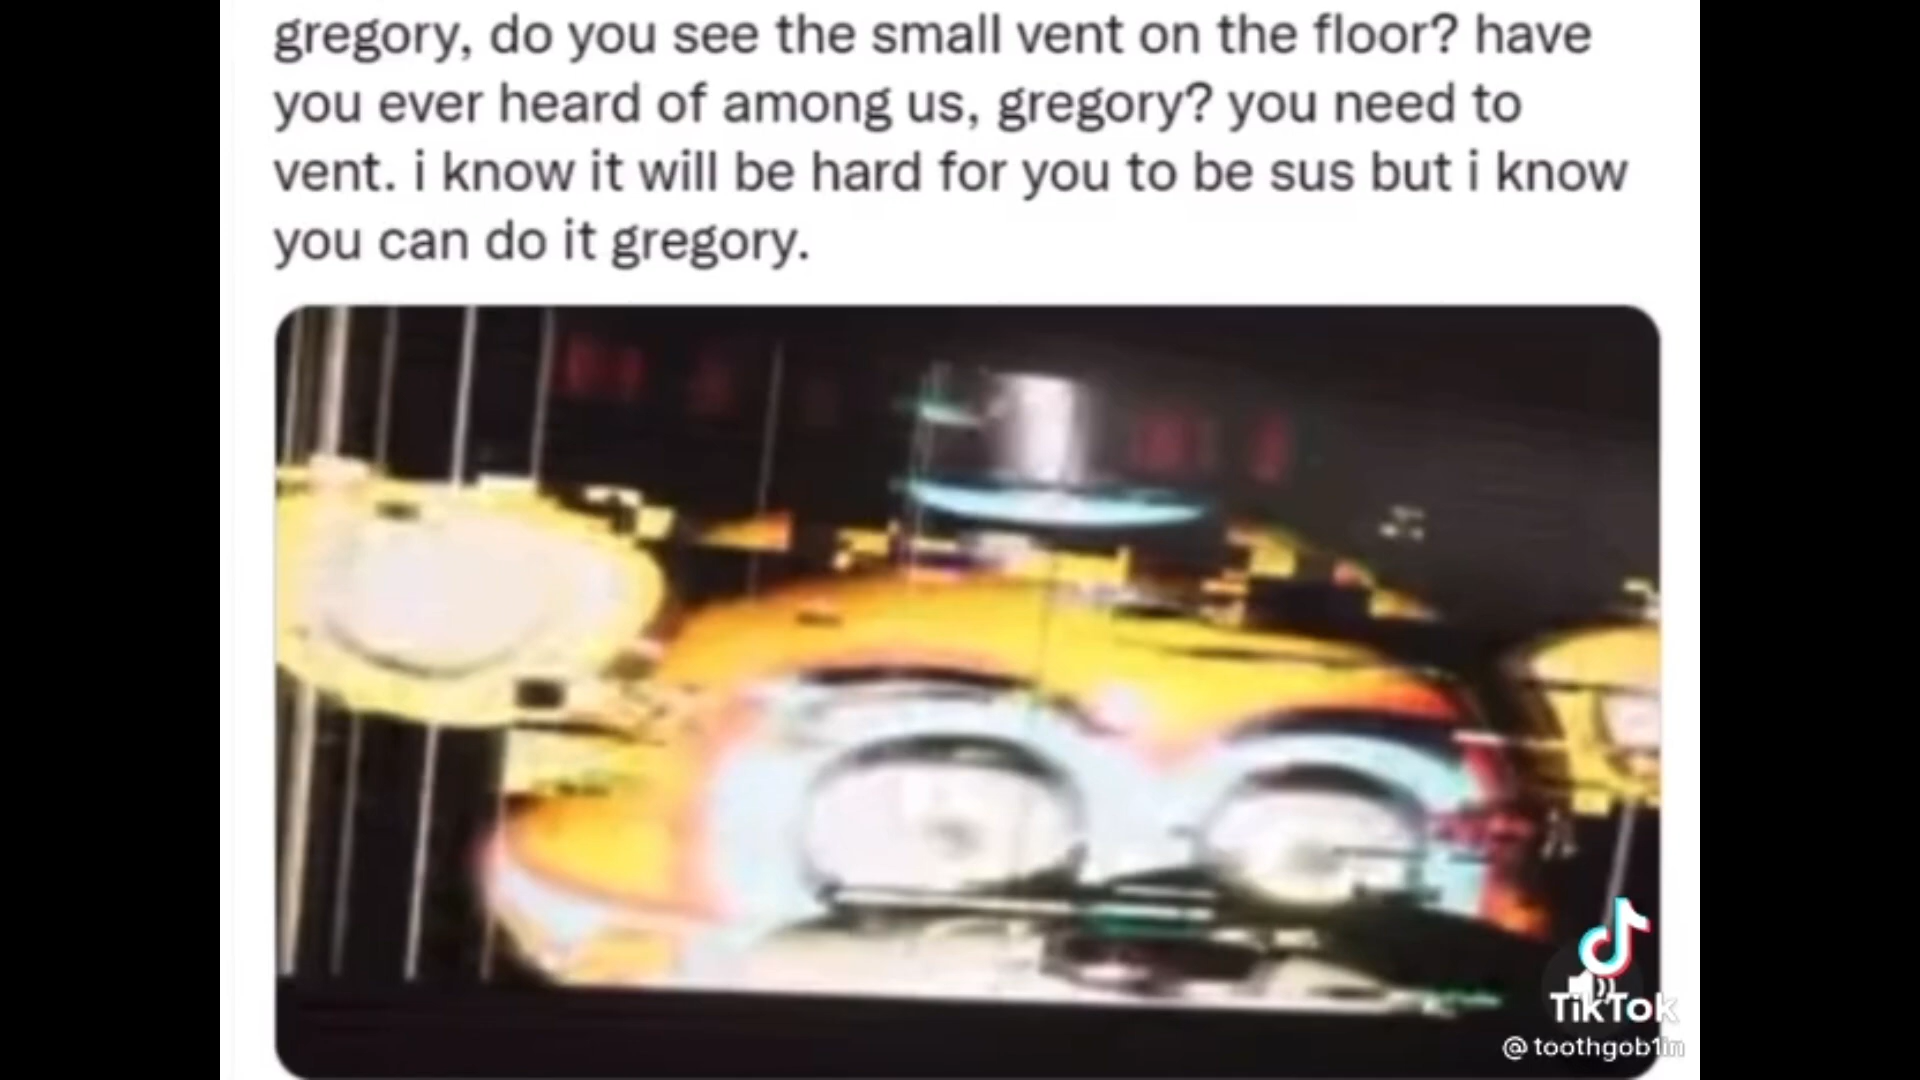 gregory, do you see the small vent on the floor? have
you ever heard of among us, gregory? you need to
vent. i know it will be hard for you to be sus but i know
you can do it gregory.
TikTok
@toothgob1in